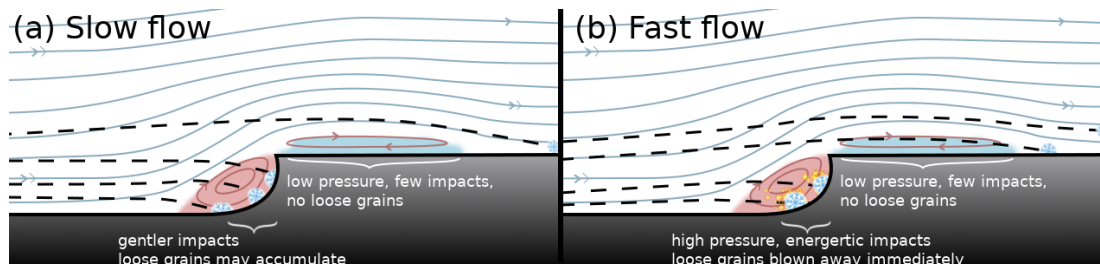 (a) Slow flow
low pressure, few impacts,
no loose grains
gentler impacts
loose grains may accumulate
(b) Fast flow
low pressure, few impacts,
no loose grains
high pressure, energetic impacts
loose grains blown away immediately